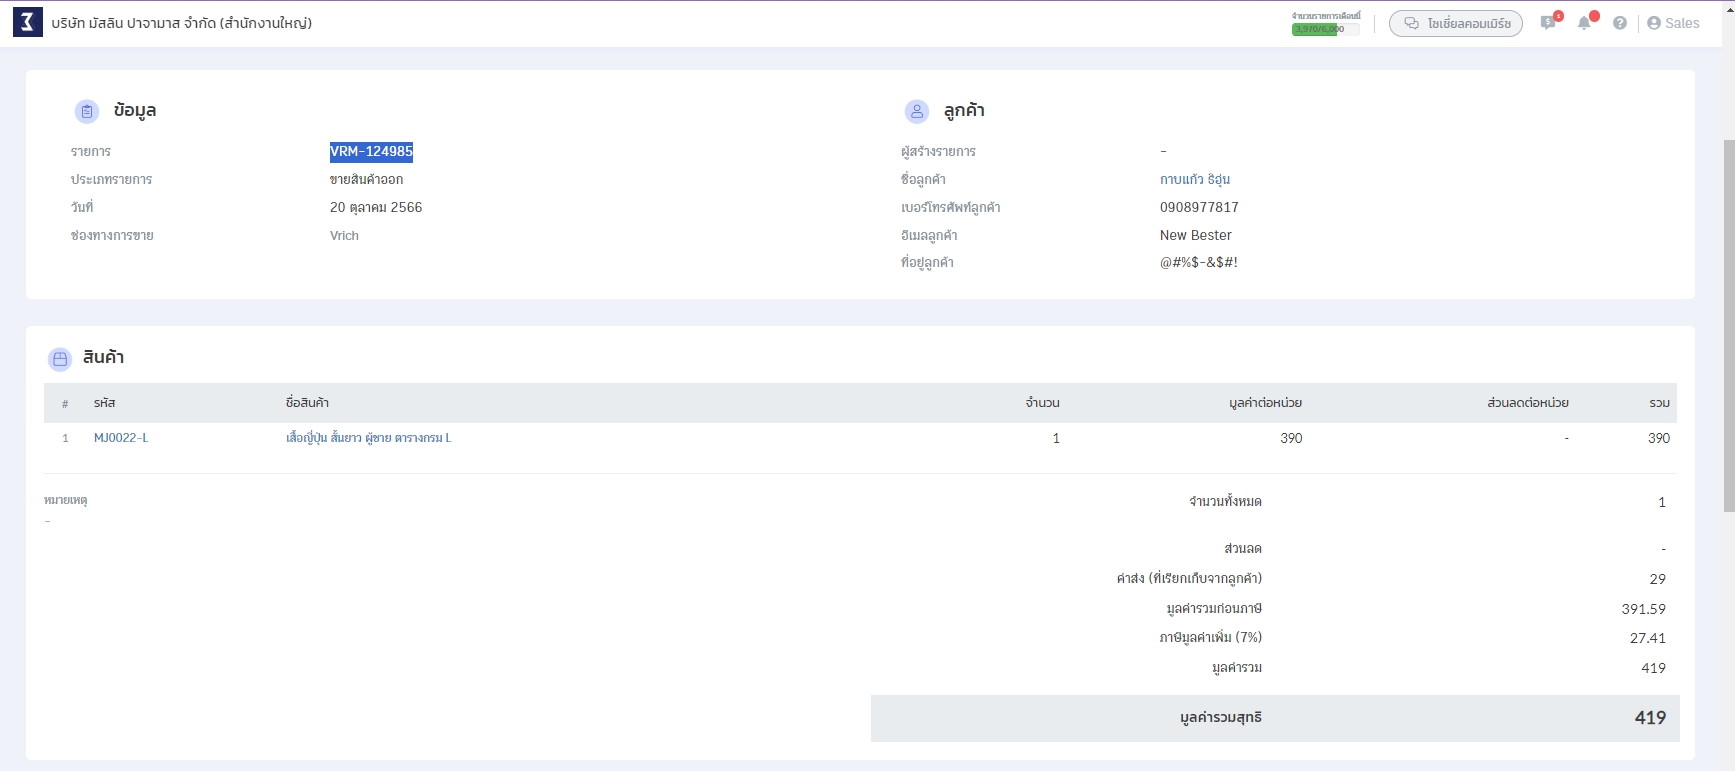 บริษัท มัสลิน ปาจามาส จำกัด (สำนักงานใหญ่)
จำนวนรายการเดือนนี้
3,970/6,000
โซเชี่ยลคอมเมิร์ซ
Sales
ข้อมูล
รายการ VRM-124985
ประเภทรายการ ขายสินค้าออก
วันที่ 20 ตุลาคม 2566
ช่องทางการขาย Vrich
ลูกค้า
ผู้สร้างรายการ -
ชื่อลูกค้า กาบแก้ว ธิอุ่น
เบอร์โทรศัพท์ลูกค้า 0908977817
อีเมลลูกค้า New Bester
ที่อยู่ลูกค้า @#%$-&$#!
สินค้า
# รหัส ชื่อสินค้า จำนวน มูลค่าต่อหน่วย ส่วนลดต่อหน่วย รวม
1 MJ0022-L เสื้อญี่ปุ่น สั้นยาว ผู้ชาย ตารางกรม L 1 390 - 390
หมายเหตุ
-
จำนวนทั้งหมด 1
ส่วนลด -
ค่าส่ง (ที่เรียกเก็บจากลูกค้า) 29
มูลค่ารวมก่อนภาษี 391.59
ภาษีมูลค่าเพิ่ม (7%) 27.41
มูลค่ารวม 419
มูลค่ารวมสุทธิ 419